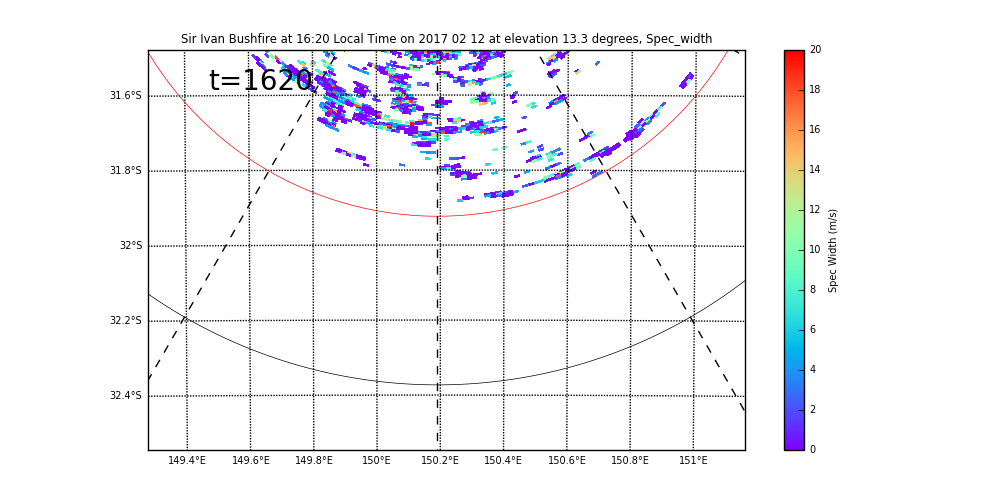 Sir Ivan Bushfire at 16:20 Local Time on 2017 02 12 at elevation 13.3 degrees, Spec_width
t=1620
31.6°S
31.8°S
32°S
32.2°S
32.4°S
149.4°E 149.6°E 149.8°E 150°E 150.2°E 150.4°E 150.6°E 150.8°E 151°E
20
18
16
14
12
10
8
6
4
2
0
Spec Width (m/s)